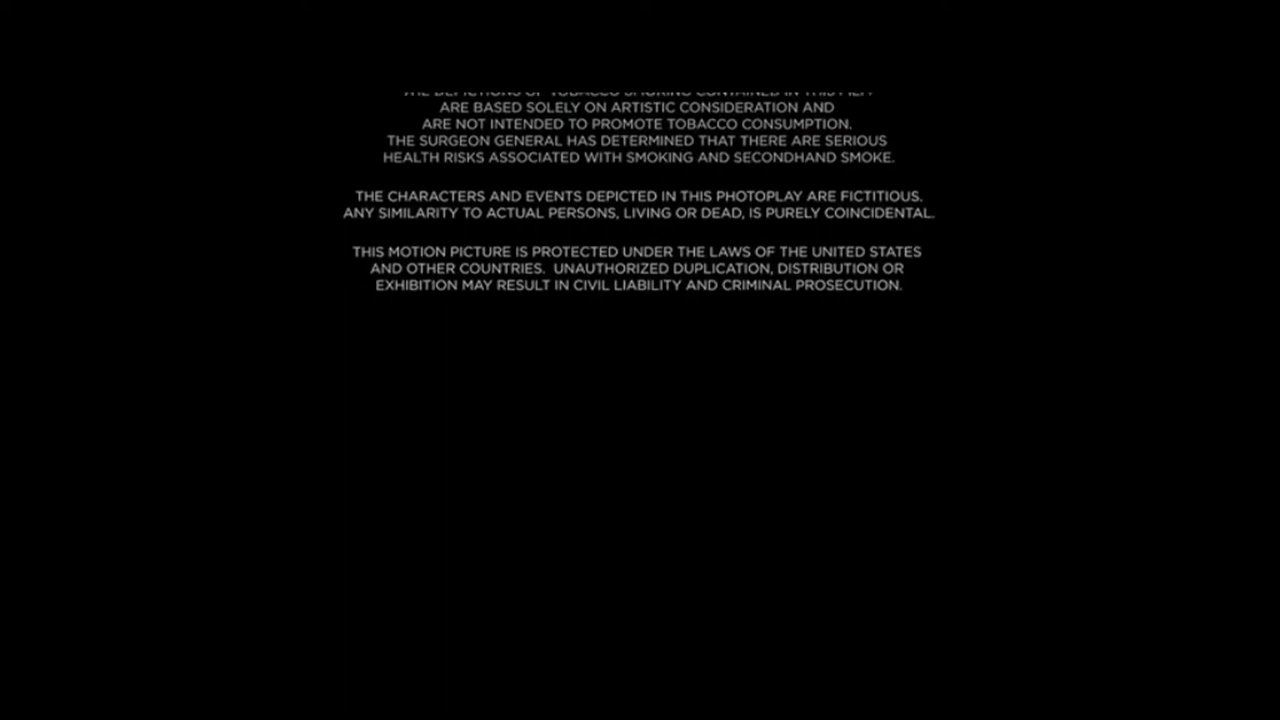 ARE BASED SOLELY ON ARTISTIC CONSIDERATION AND
ARE NOT INTENDED TO PROMOTE TOBACCO CONSUMPTION.
THE SURGEON GENERAL HAS DETERMINED THAT THERE ARE SERIOUS
HEALTH RISKS ASSOCIATED WITH SMOKING AND SECONDHAND SMOKE.
THE CHARACTERS AND EVENTS DEPICTED IN THIS PHOTOPLAY ARE FICTITIOUS.
ANY SIMILARITY TO ACTUAL PERSONS, LIVING OR DEAD, IS PURELY COINCIDENTAL.
THIS MOTION PICTURE IS PROTECTED UNDER THE LAWS OF THE UNITED STATES
AND OTHER COUNTRIES. UNAUTHORIZED DUPLICATION, DISTRIBUTION OR
EXHIBITION MAY RESULT IN CIVIL LIABILITY AND CRIMINAL PROSECUTION.